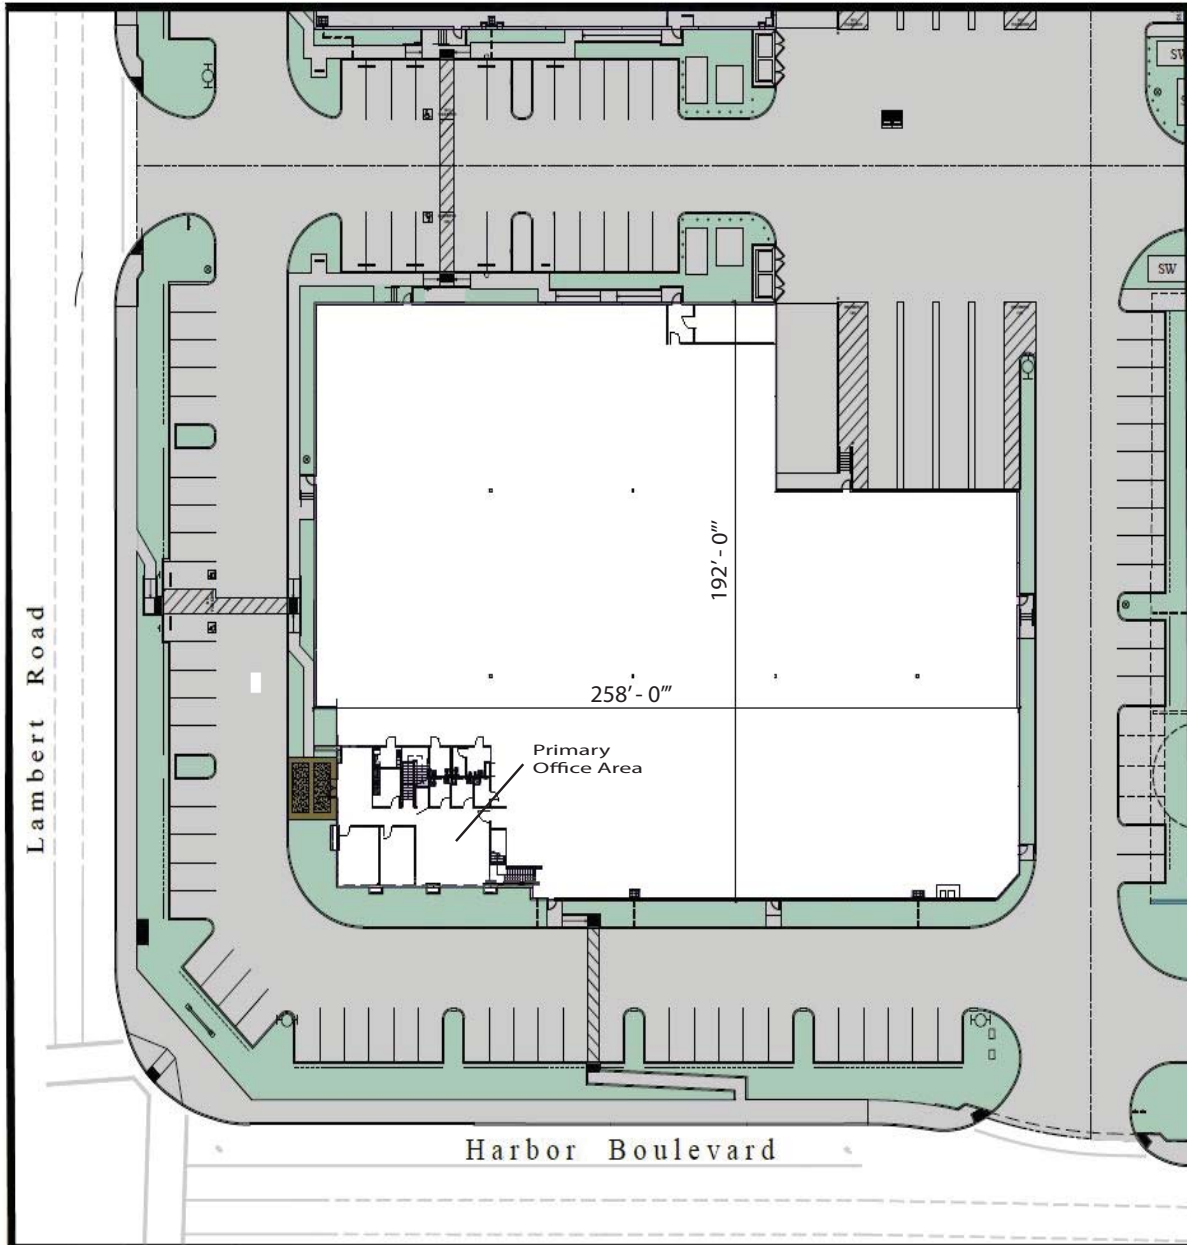 SW
SW
192' - 0'"
258' - 0'"
Primary
Office Area
Lambert Road
Harbor Boulevard